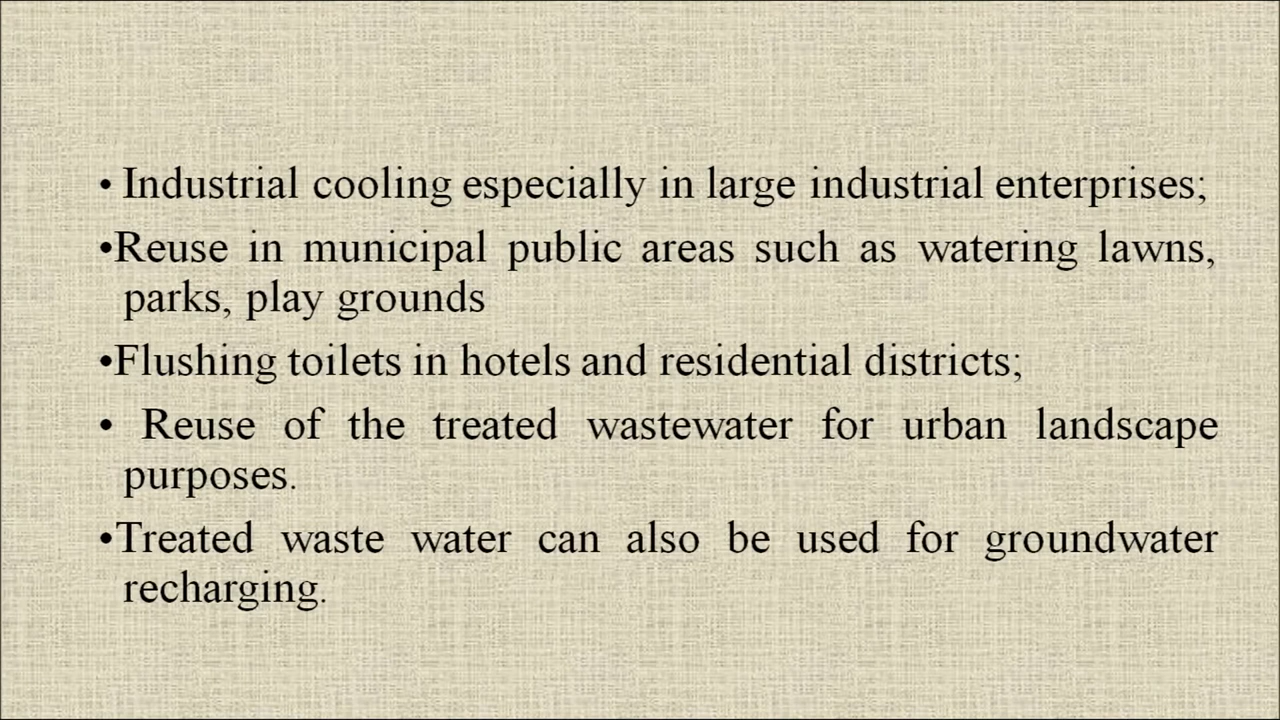 • Industrial cooling especially in large industrial enterprises;
•Reuse in municipal public areas such as watering lawns,
parks, play grounds
•Flushing toilets in hotels and residential districts;
• Reuse of the treated wastewater for urban landscape
purposes.
•Treated waste water can also be used for groundwater
recharging.